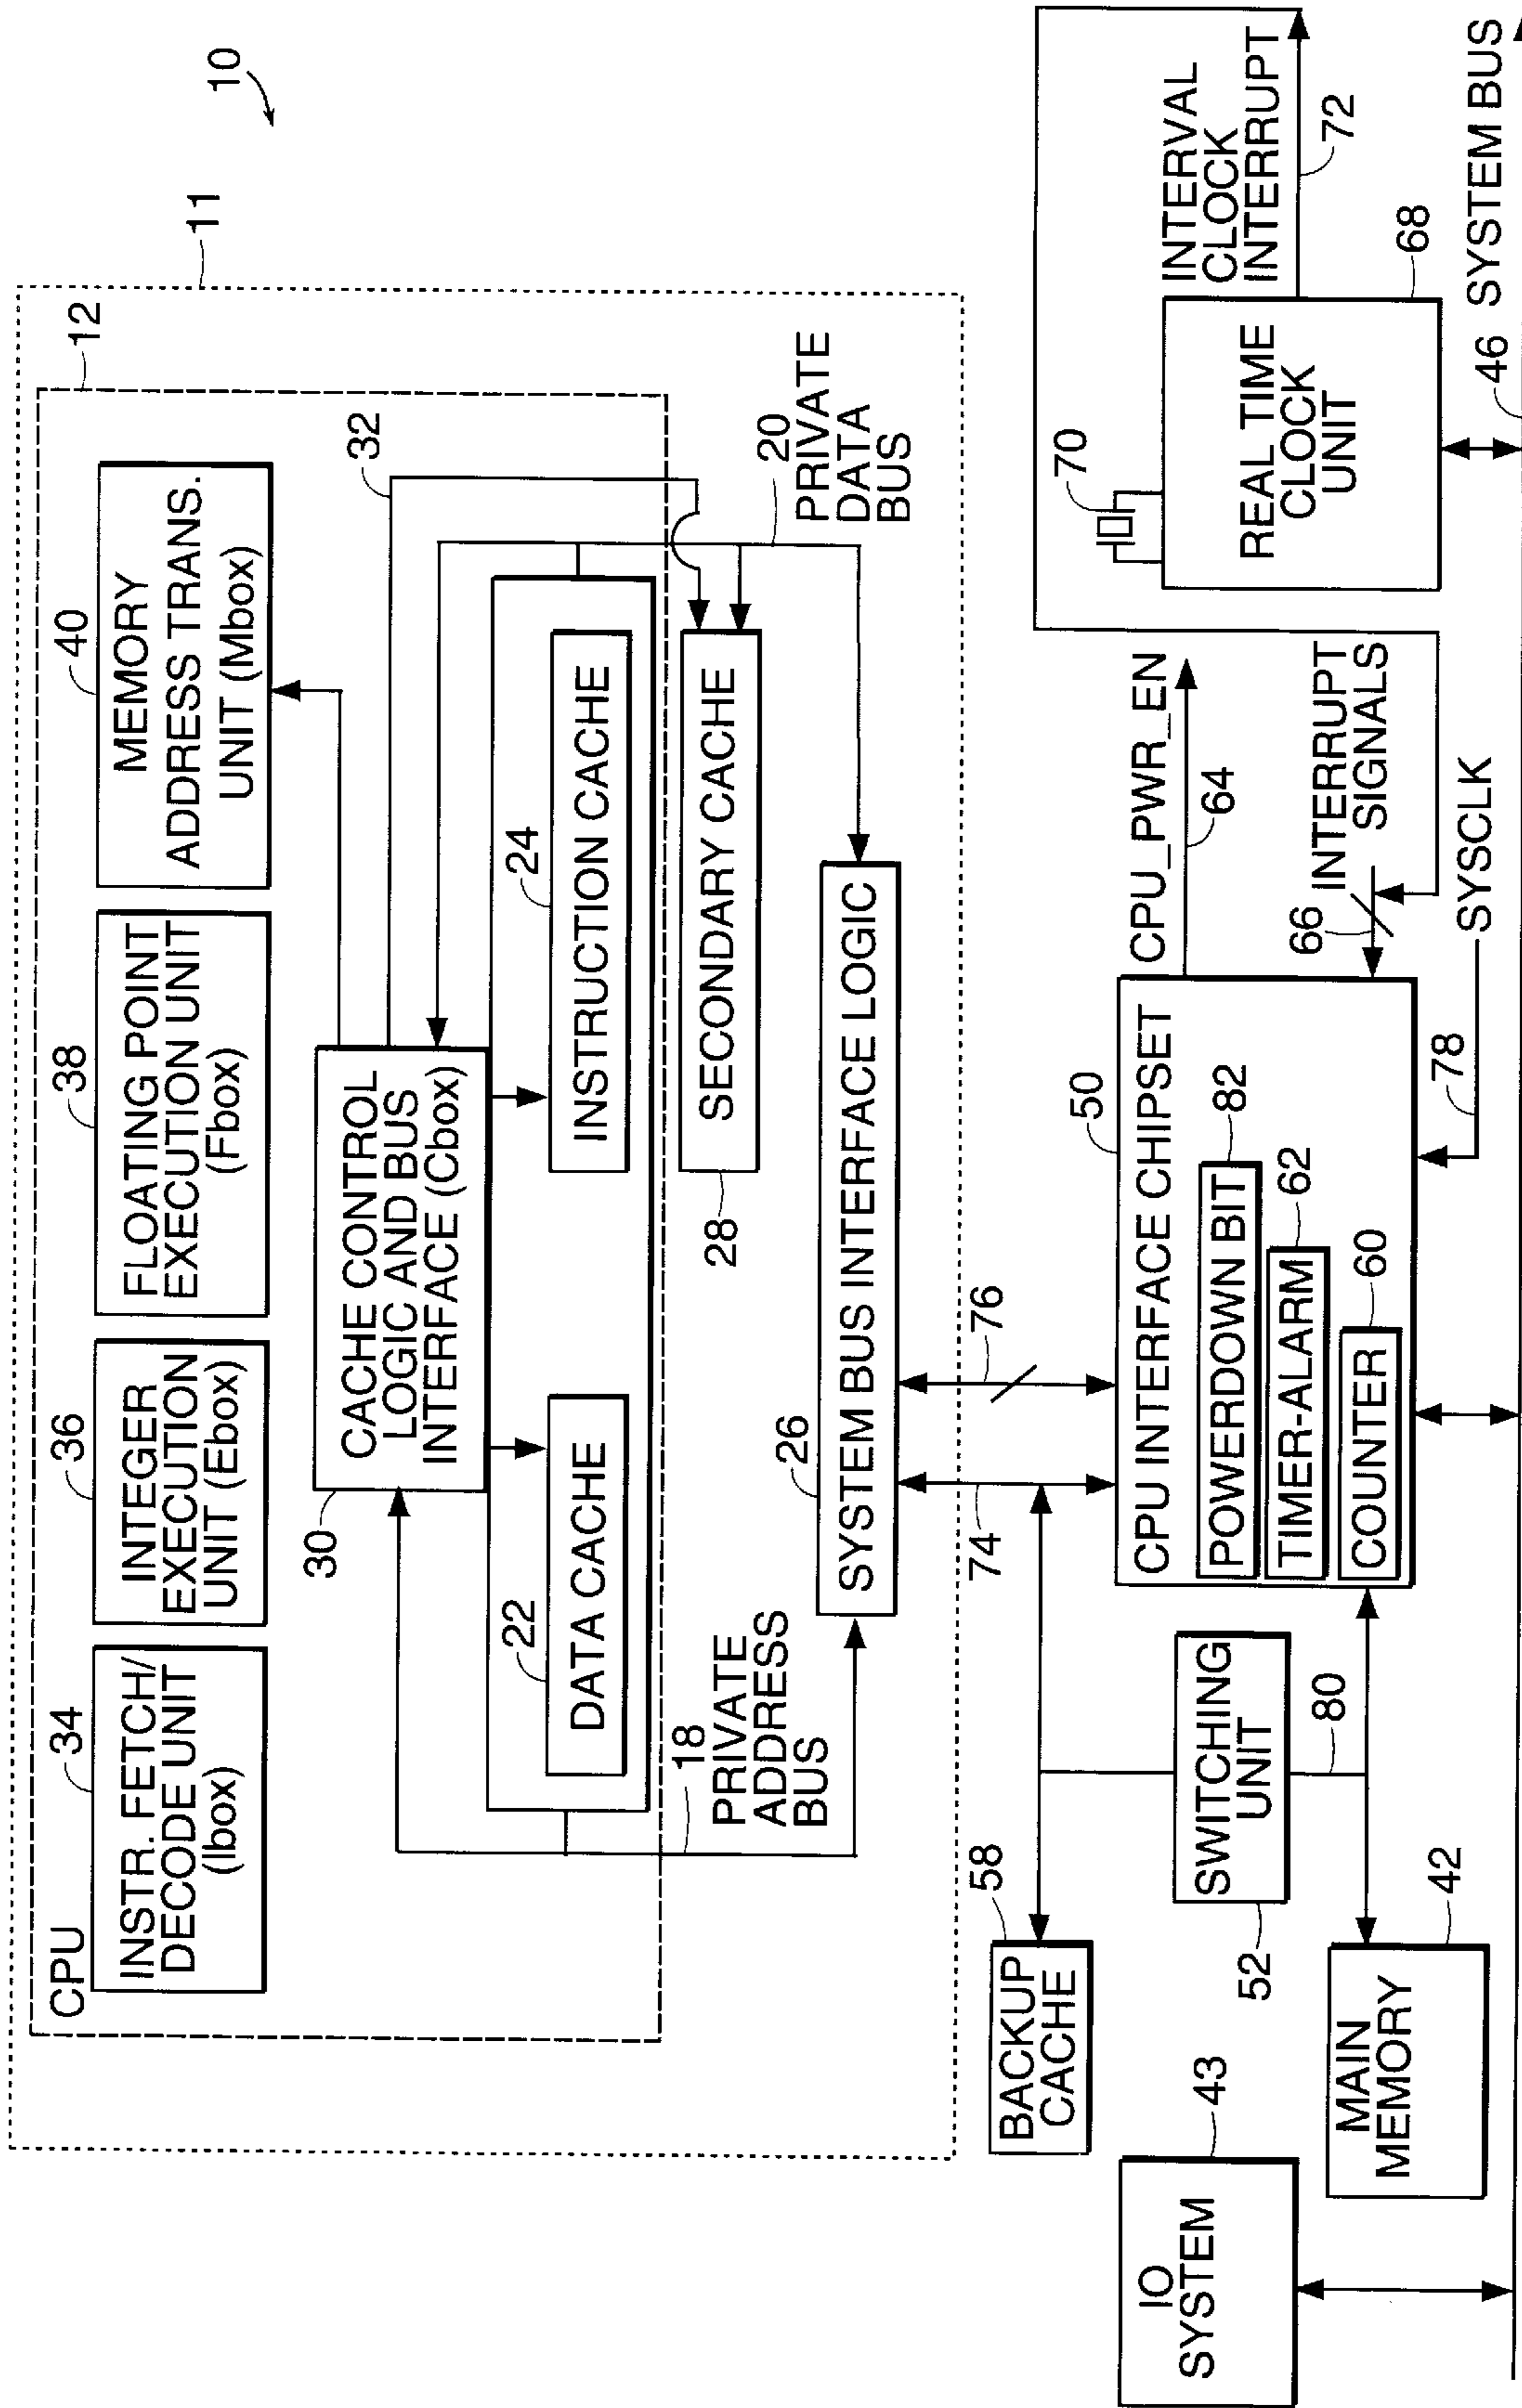 10
11
12
CPU
34
INSTR. FETCH/
DECODE UNIT
(Ibox)
36
INTEGER
EXECUTION
UNIT (Ebox)
38
FLOATING POINT
EXECUTION UNIT
(Fbox)
40
MEMORY
ADDRESS TRANS.
UNIT (Mbox)
30
CACHE CONTROL
LOGIC AND BUS
INTERFACE (Cbox)
32
22
DATA CACHE
24
INSTRUCTION CACHE
18
PRIVATE
ADDRESS
BUS
28
SECONDARY CACHE
20
PRIVATE
DATA
BUS
26
SYSTEM BUS INTERFACE LOGIC
58
BACKUP
CACHE
74
76
43
IO
SYSTEM
52
SWITCHING
UNIT
80
42
MAIN
MEMORY
50
CPU INTERFACE CHIPSET
POWERDOWN BIT
82
TIMER-ALARM
62
COUNTER
60
CPU_PWR_EN
64
66
INTERRUPT
SIGNALS
78
SYSCLK
70
REAL TIME
CLOCK
UNIT
68
INTERVAL
CLOCK
INTERRUPT
72
46
SYSTEM BUS